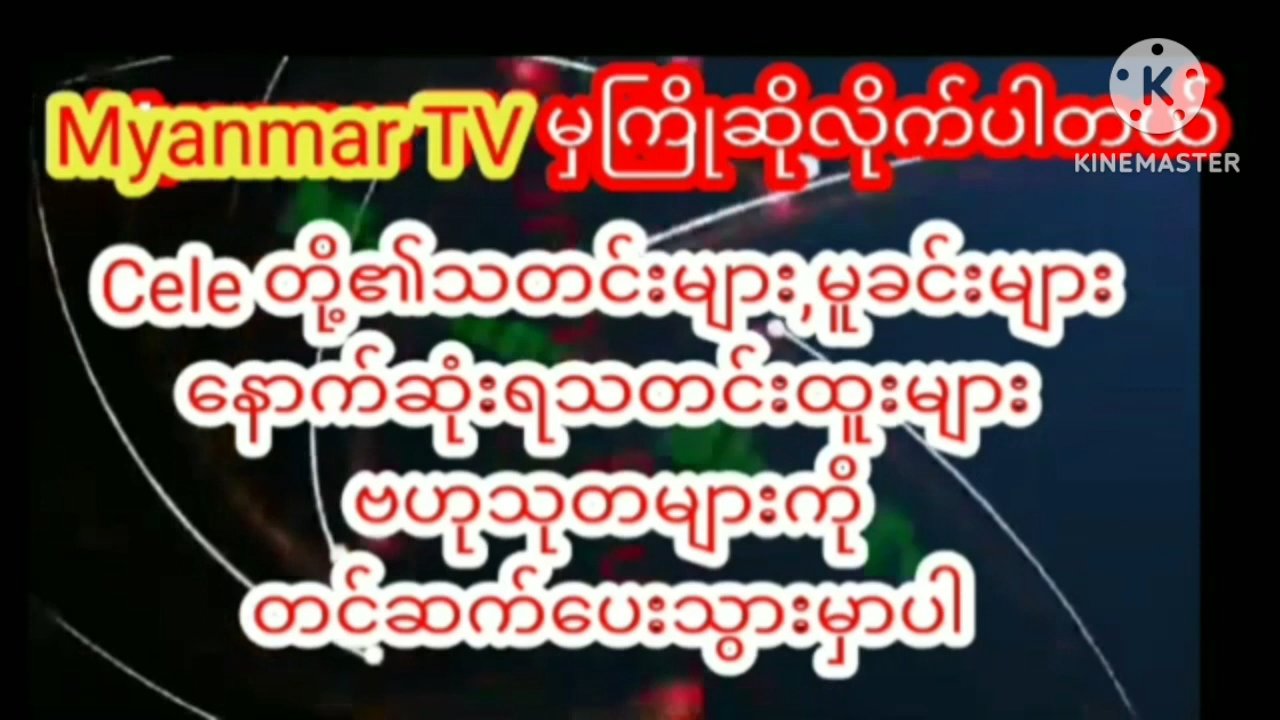 Myanmar TV မှကြိုဆိုလိုက်ပါတယ်
KINEMASTER
Cele တို့၏သတင်းများ,မူခင်းများ
နောက်ဆုံးရသတင်းထူးများ
ဗဟုသုတများကို
တင်ဆက်ပေးသွားမှာပါ